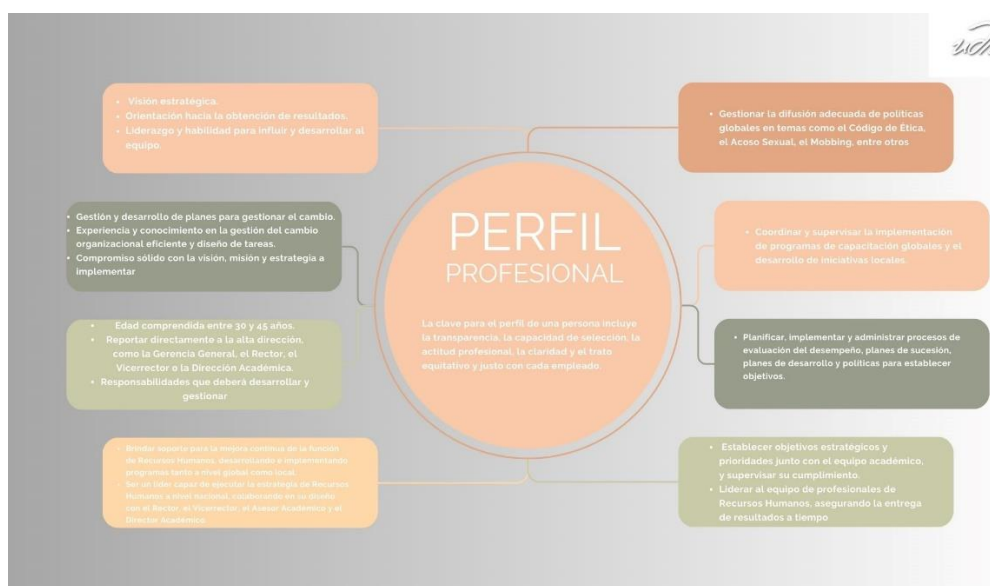 • Visión estratégica.
• Orientación hacia la obtención de resultados.
• Liderazgo y habilidad para influir y desarrollar al
equipo.
• Gestión y desarrollo de planes para gestionar el cambio.
• Experiencia y conocimiento en la gestión del cambio
organizacional eficiente y diseño de tareas.
• Compromiso sólido con la visión, misión y estrategia a
implementar
• Edad comprendida entre 30 y 45 años.
• Reportar directamente a la alta dirección,
como la Gerencia General, el Rector, el
Vicerrector o la Dirección Académica.
• Responsabilidades que deberá desarrollar y
gestionar
• Brindar soporte para la mejora continua de la función
de Recursos Humanos, desarrollando e implementando
programas tanto a nivel global como local
• Ser un líder capaz de ejecutar la estrategia de Recursos
Humanos a nivel nacional, colaborando en su diseño
con el Rector, el Vicerrector, el Asesor Académico y el
Director Académico.
PERFIL
PROFESIONAL
La clave para el perfil de una persona incluye
la transparencia, la capacidad de selección, la
actitud profesional, la claridad y el trato
equitativo y justo con cada empleado.
• Gestionar la difusión adecuada de políticas
globales en temas como el Código de Ética,
el Acoso Sexual, el Mobbing, entre otros
• Coordinar y supervisar la implementación
de programas de capacitación globales y el
desarrollo de iniciativas locales.
• Planificar, implementar y administrar procesos de
evaluación del desempeño, planes de sucesión,
planes de desarrollo y políticas para establecer
objetivos.
• Establecer objetivos estratégicos y
prioridades junto con el equipo académico,
y supervisar su cumplimiento.
• Liderar al equipo de profesionales de
Recursos Humanos, asegurando la entrega
de resultados a tiempo